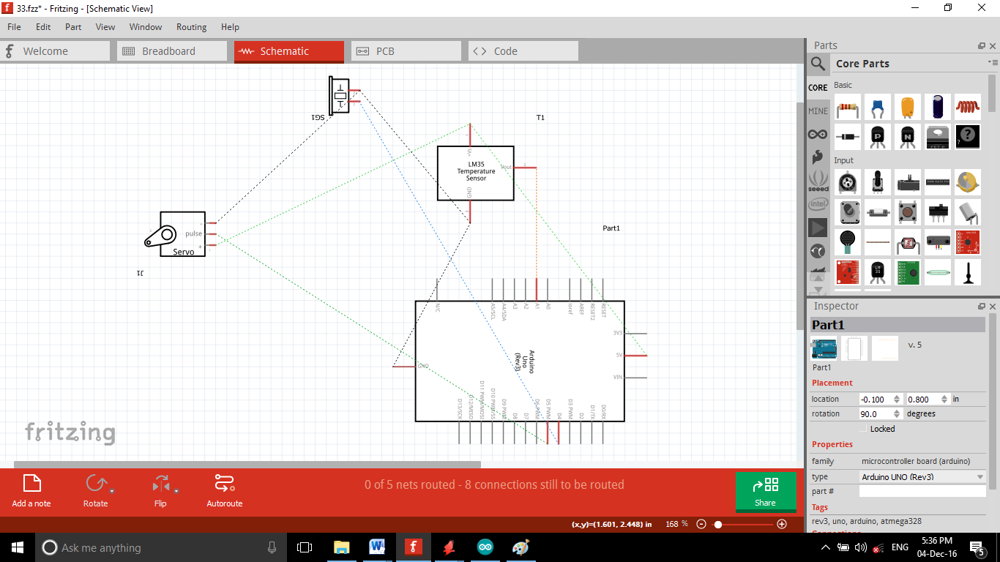 33.fzz* - Fritzing - [Schematic View]
File Edit Part View Window Routing Help
Welcome
Breadboard
Schematic
PCB
Code
SG1
T1
LM35
Temperature
Sensor
Vout
GND
pulse
Servo
J1
Part1
N/C
A5/SCL
A4/SDA
A3
A2
A1
A0
ioref
AREF
RESET2
RESET
3V3
5V
VIN
GND
Arduino
Uno
(Rev3)
D13/SCK
D12/MISO
D11 PWM/MOSI
D10 PWM/SS
D9 PWM
D8
D7
D6 PWM
D5 PWM
D4
D3 PWM
D2
D1/TX
D0/RX
fritzing
Parts
Core Parts
CORE
MINE
seeed
intel
Basic
Input
Inspector
Part1
v. 5
Part1
Placement
location -0.100 0.800 in
rotation 90.0 degrees
Locked
Properties
family microcontroller board (arduino)
type Arduino UNO (Rev3)
part #
Tags
rev3, uno, arduino, atmega328
Add a note
Rotate
Flip
Autoroute
0 of 5 nets routed - 8 connections still to be routed
Share
(x,y)=(1.601, 2.448) in 168 %
Ask me anything
ENG
5:36 PM
04-Dec-16
5